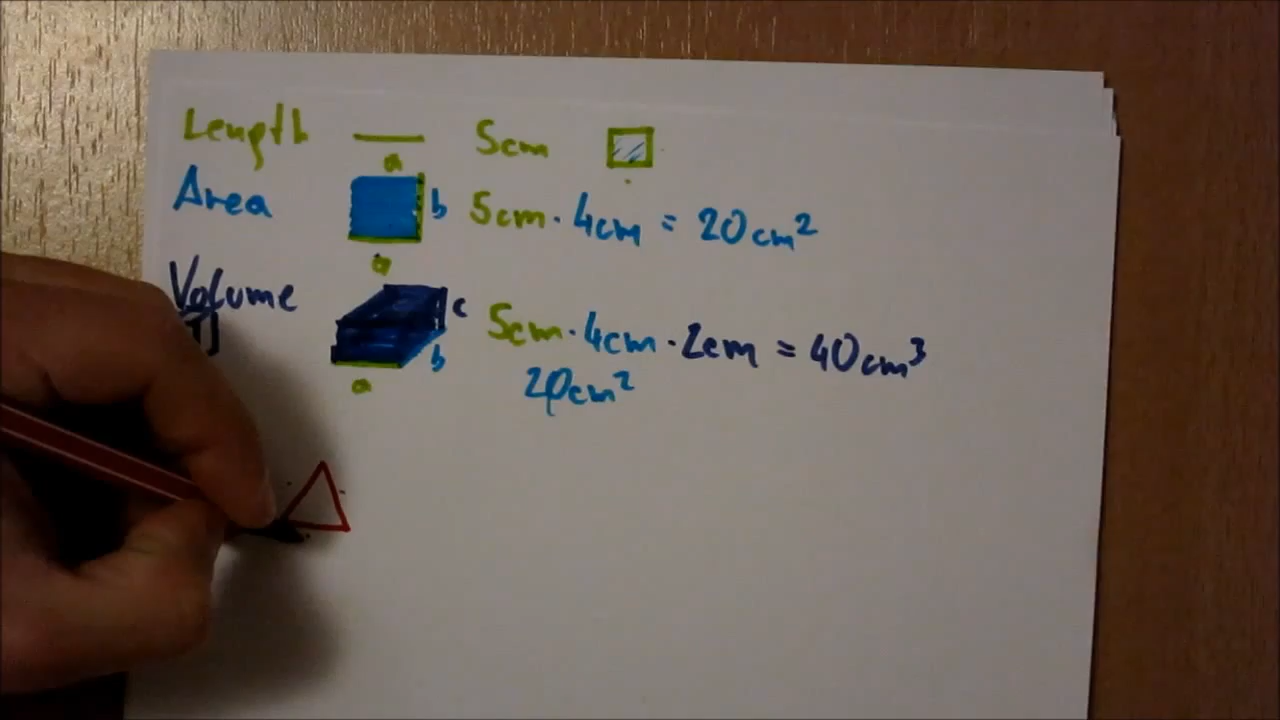 Length a 5cm
Area b 5cm · 4cm = 20cm²
a
Volume c 5cm · 4cm · 2cm = 40cm³
b 20cm²
a